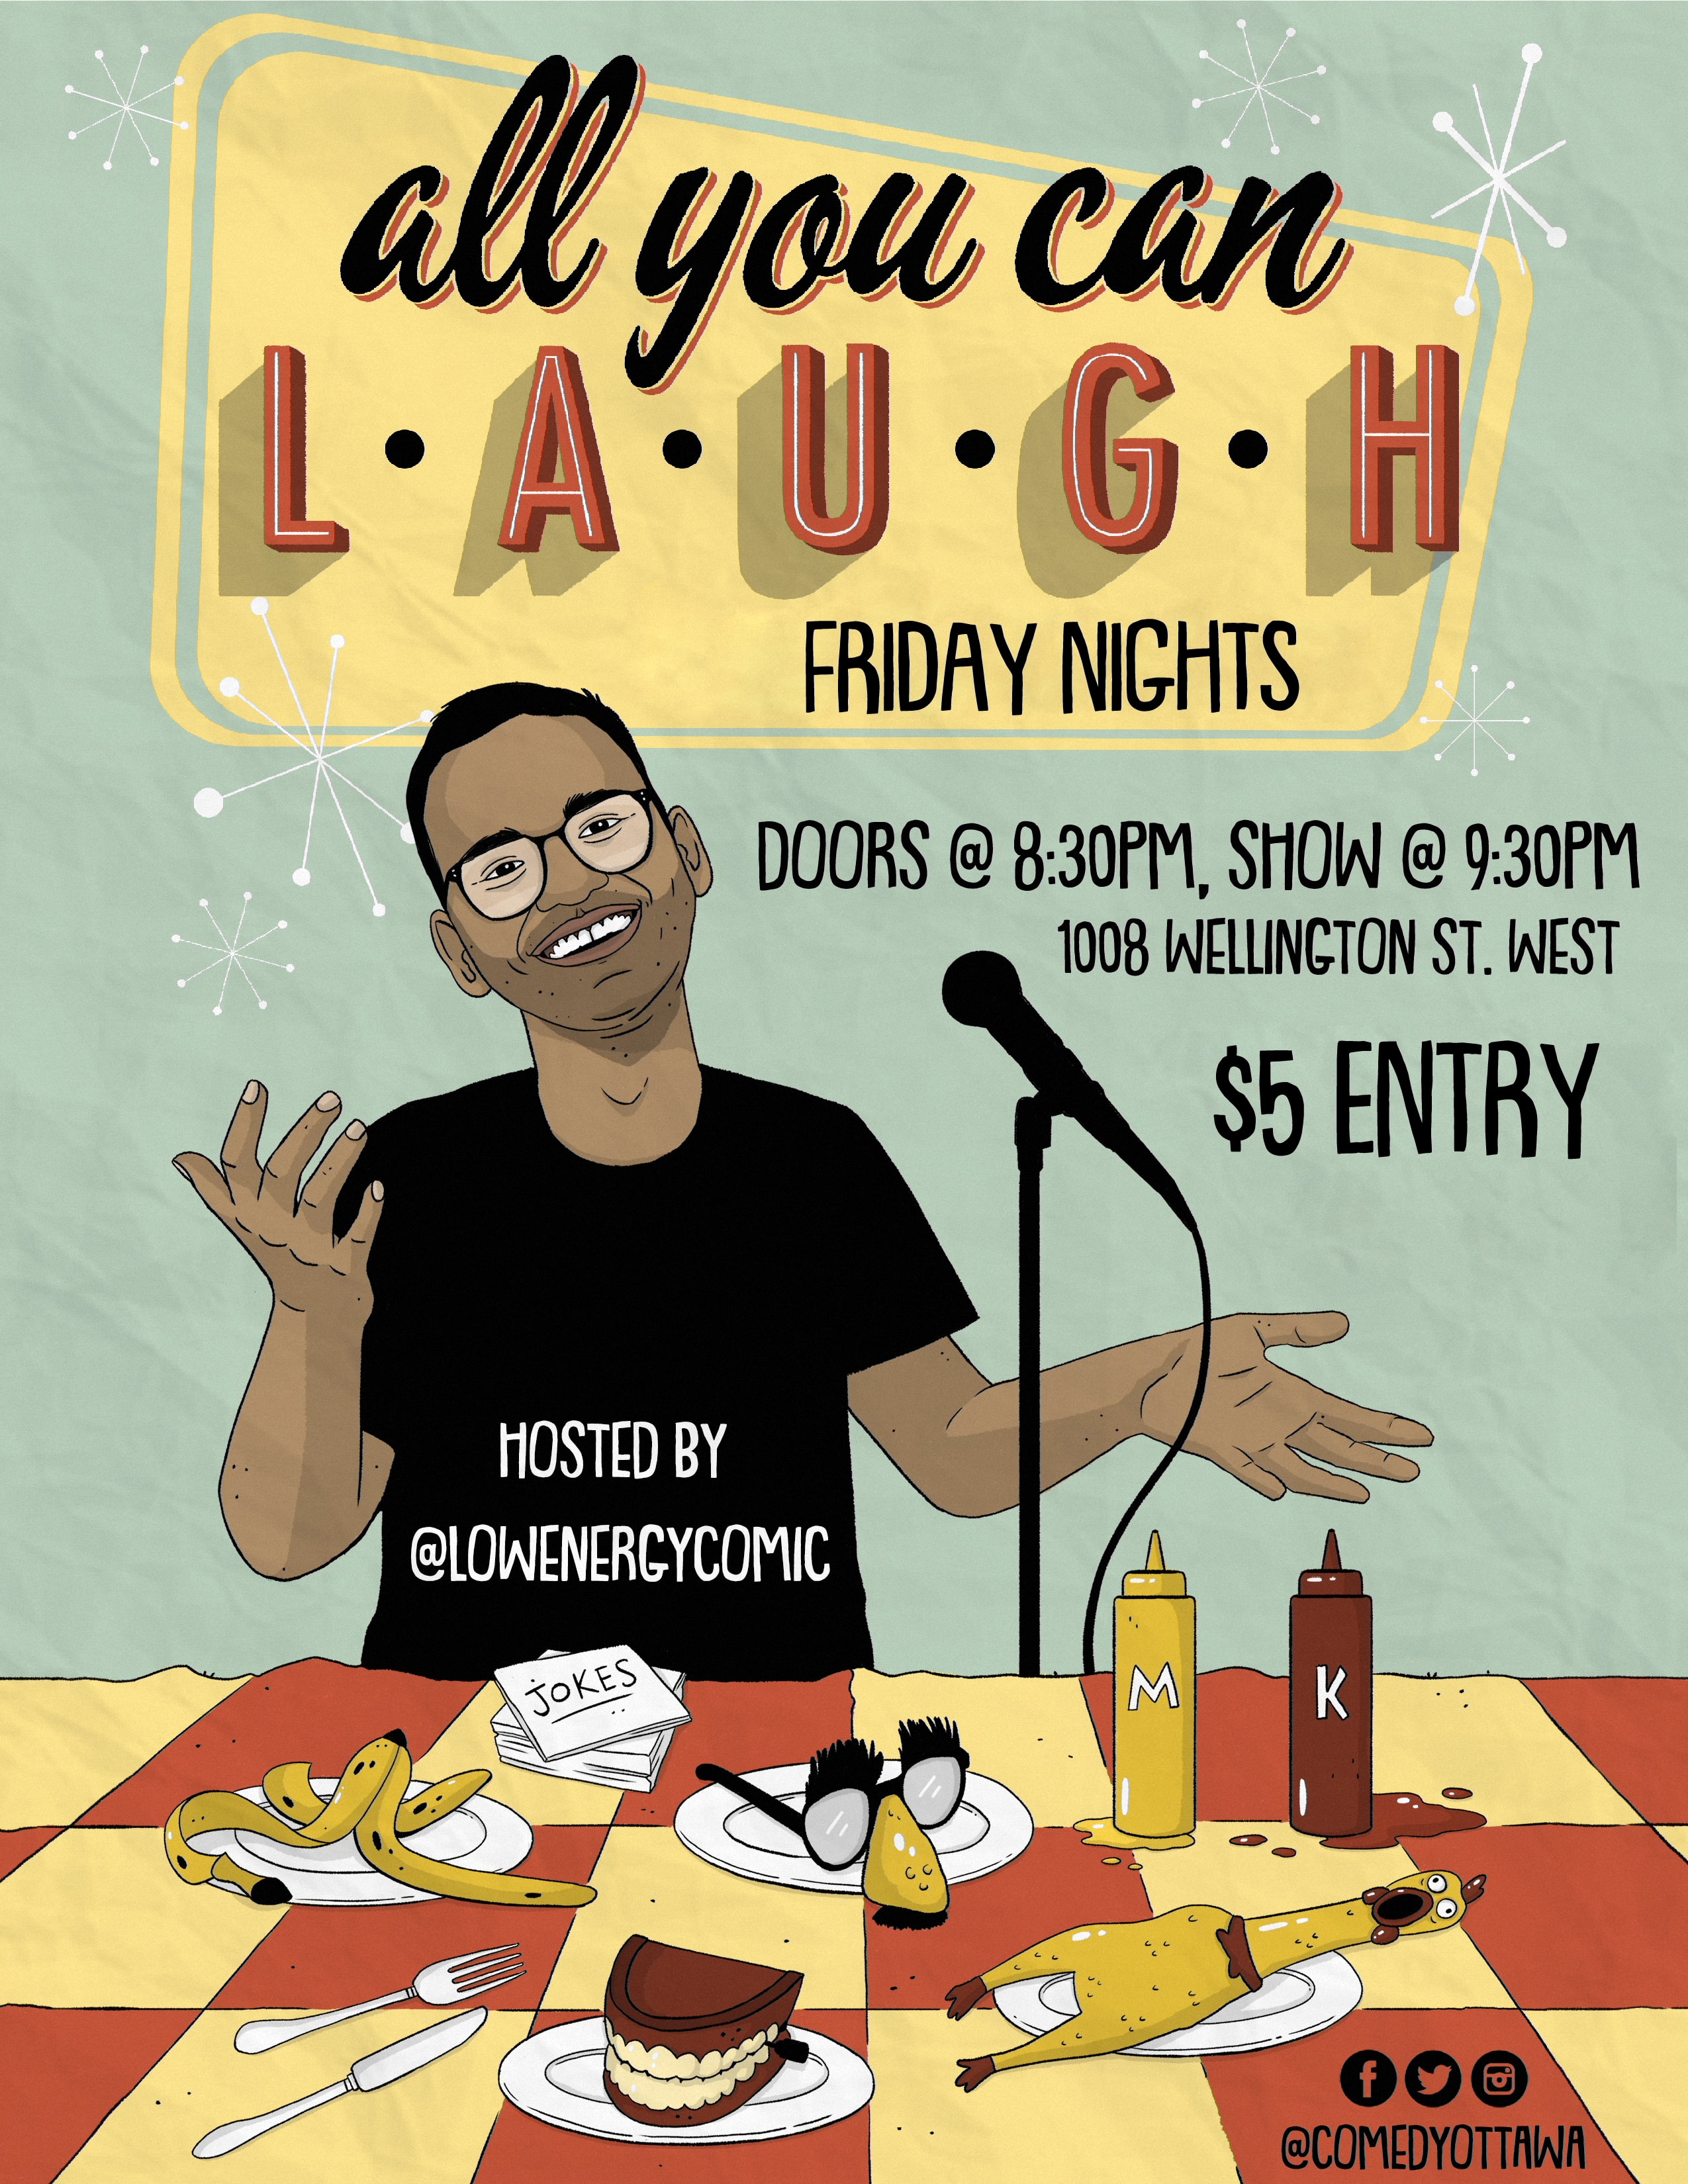 all you can
L·A·U·G·H
FRIDAY NIGHTS
DOORS @ 8:30PM, SHOW @ 9:30PM
1008 WELLINGTON ST. WEST
$5 ENTRY
HOSTED BY
@LOWENERGYCOMIC
JOKES
M K
@COMEDYOTTAWA